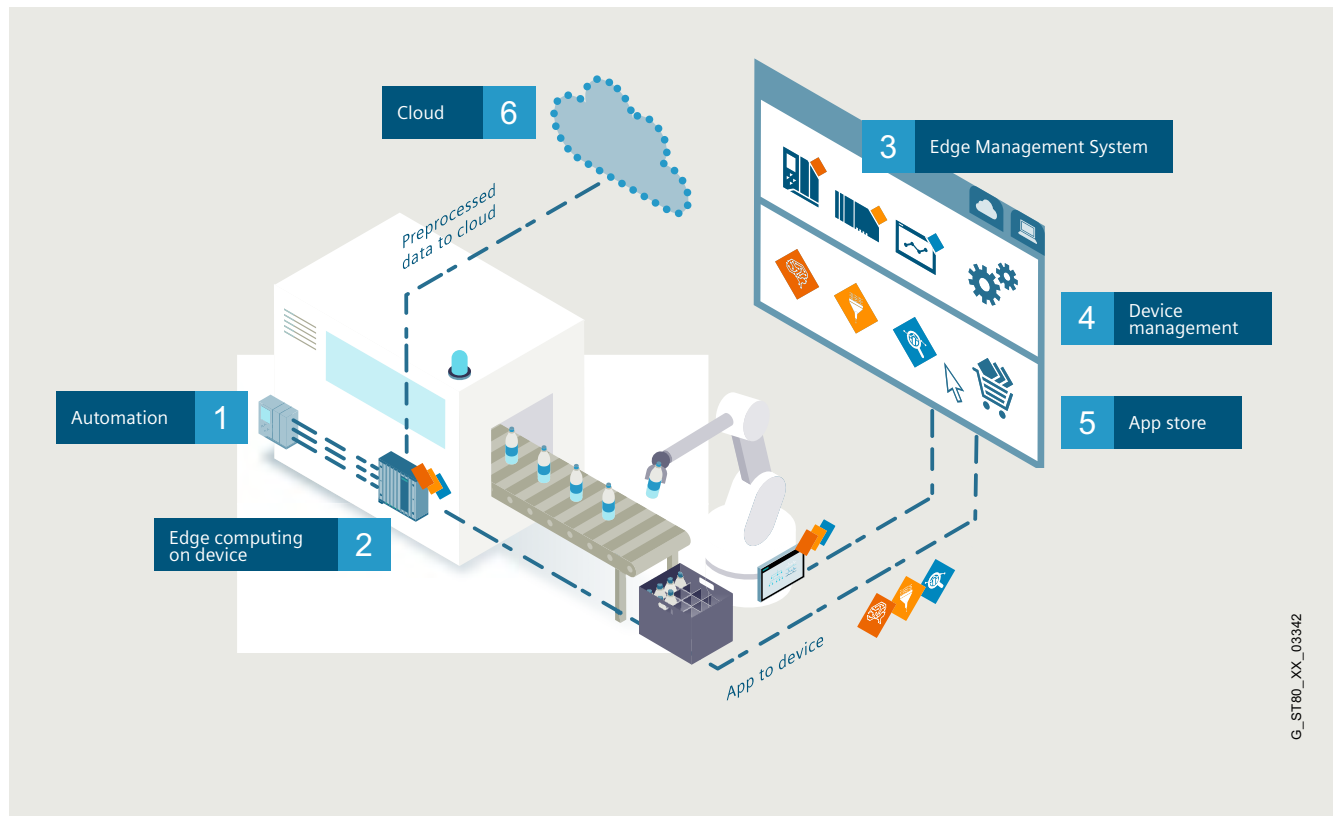 Cloud
6
3
Edge Management System
Preprocessed
data to cloud
4
Device
management
Automation
1
5
App store
Edge computing
on device
2
App to device
G_ST80_XX_03342